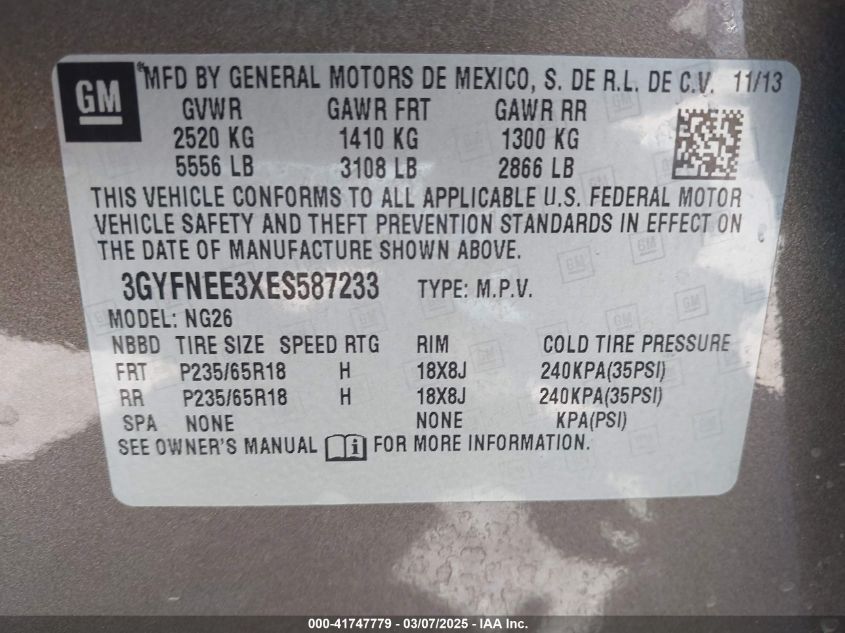 GM
MFD BY GENERAL MOTORS DE MEXICO, S. DE R.L. DE C.V. 11/13
GVWR GAWR FRT GAWR RR
2520 KG 1410 KG 1300 KG
5556 LB 3108 LB 2866 LB
THIS VEHICLE CONFORMS TO ALL APPLICABLE U.S. FEDERAL MOTOR
VEHICLE SAFETY AND THEFT PREVENTION STANDARDS IN EFFECT ON
THE DATE OF MANUFACTURE SHOWN ABOVE.
3GYFNEE3XES587233 TYPE: M.P.V.
MODEL: NG26
NBBD TIRE SIZE SPEED RTG RIM COLD TIRE PRESSURE
FRT P235/65R18 H 18X8J 240KPA(35PSI)
RR P235/65R18 H 18X8J 240KPA(35PSI)
SPA NONE NONE KPA(PSI)
SEE OWNER'S MANUAL FOR MORE INFORMATION.
000-41747779 - 03/07/2025 - IAA Inc.